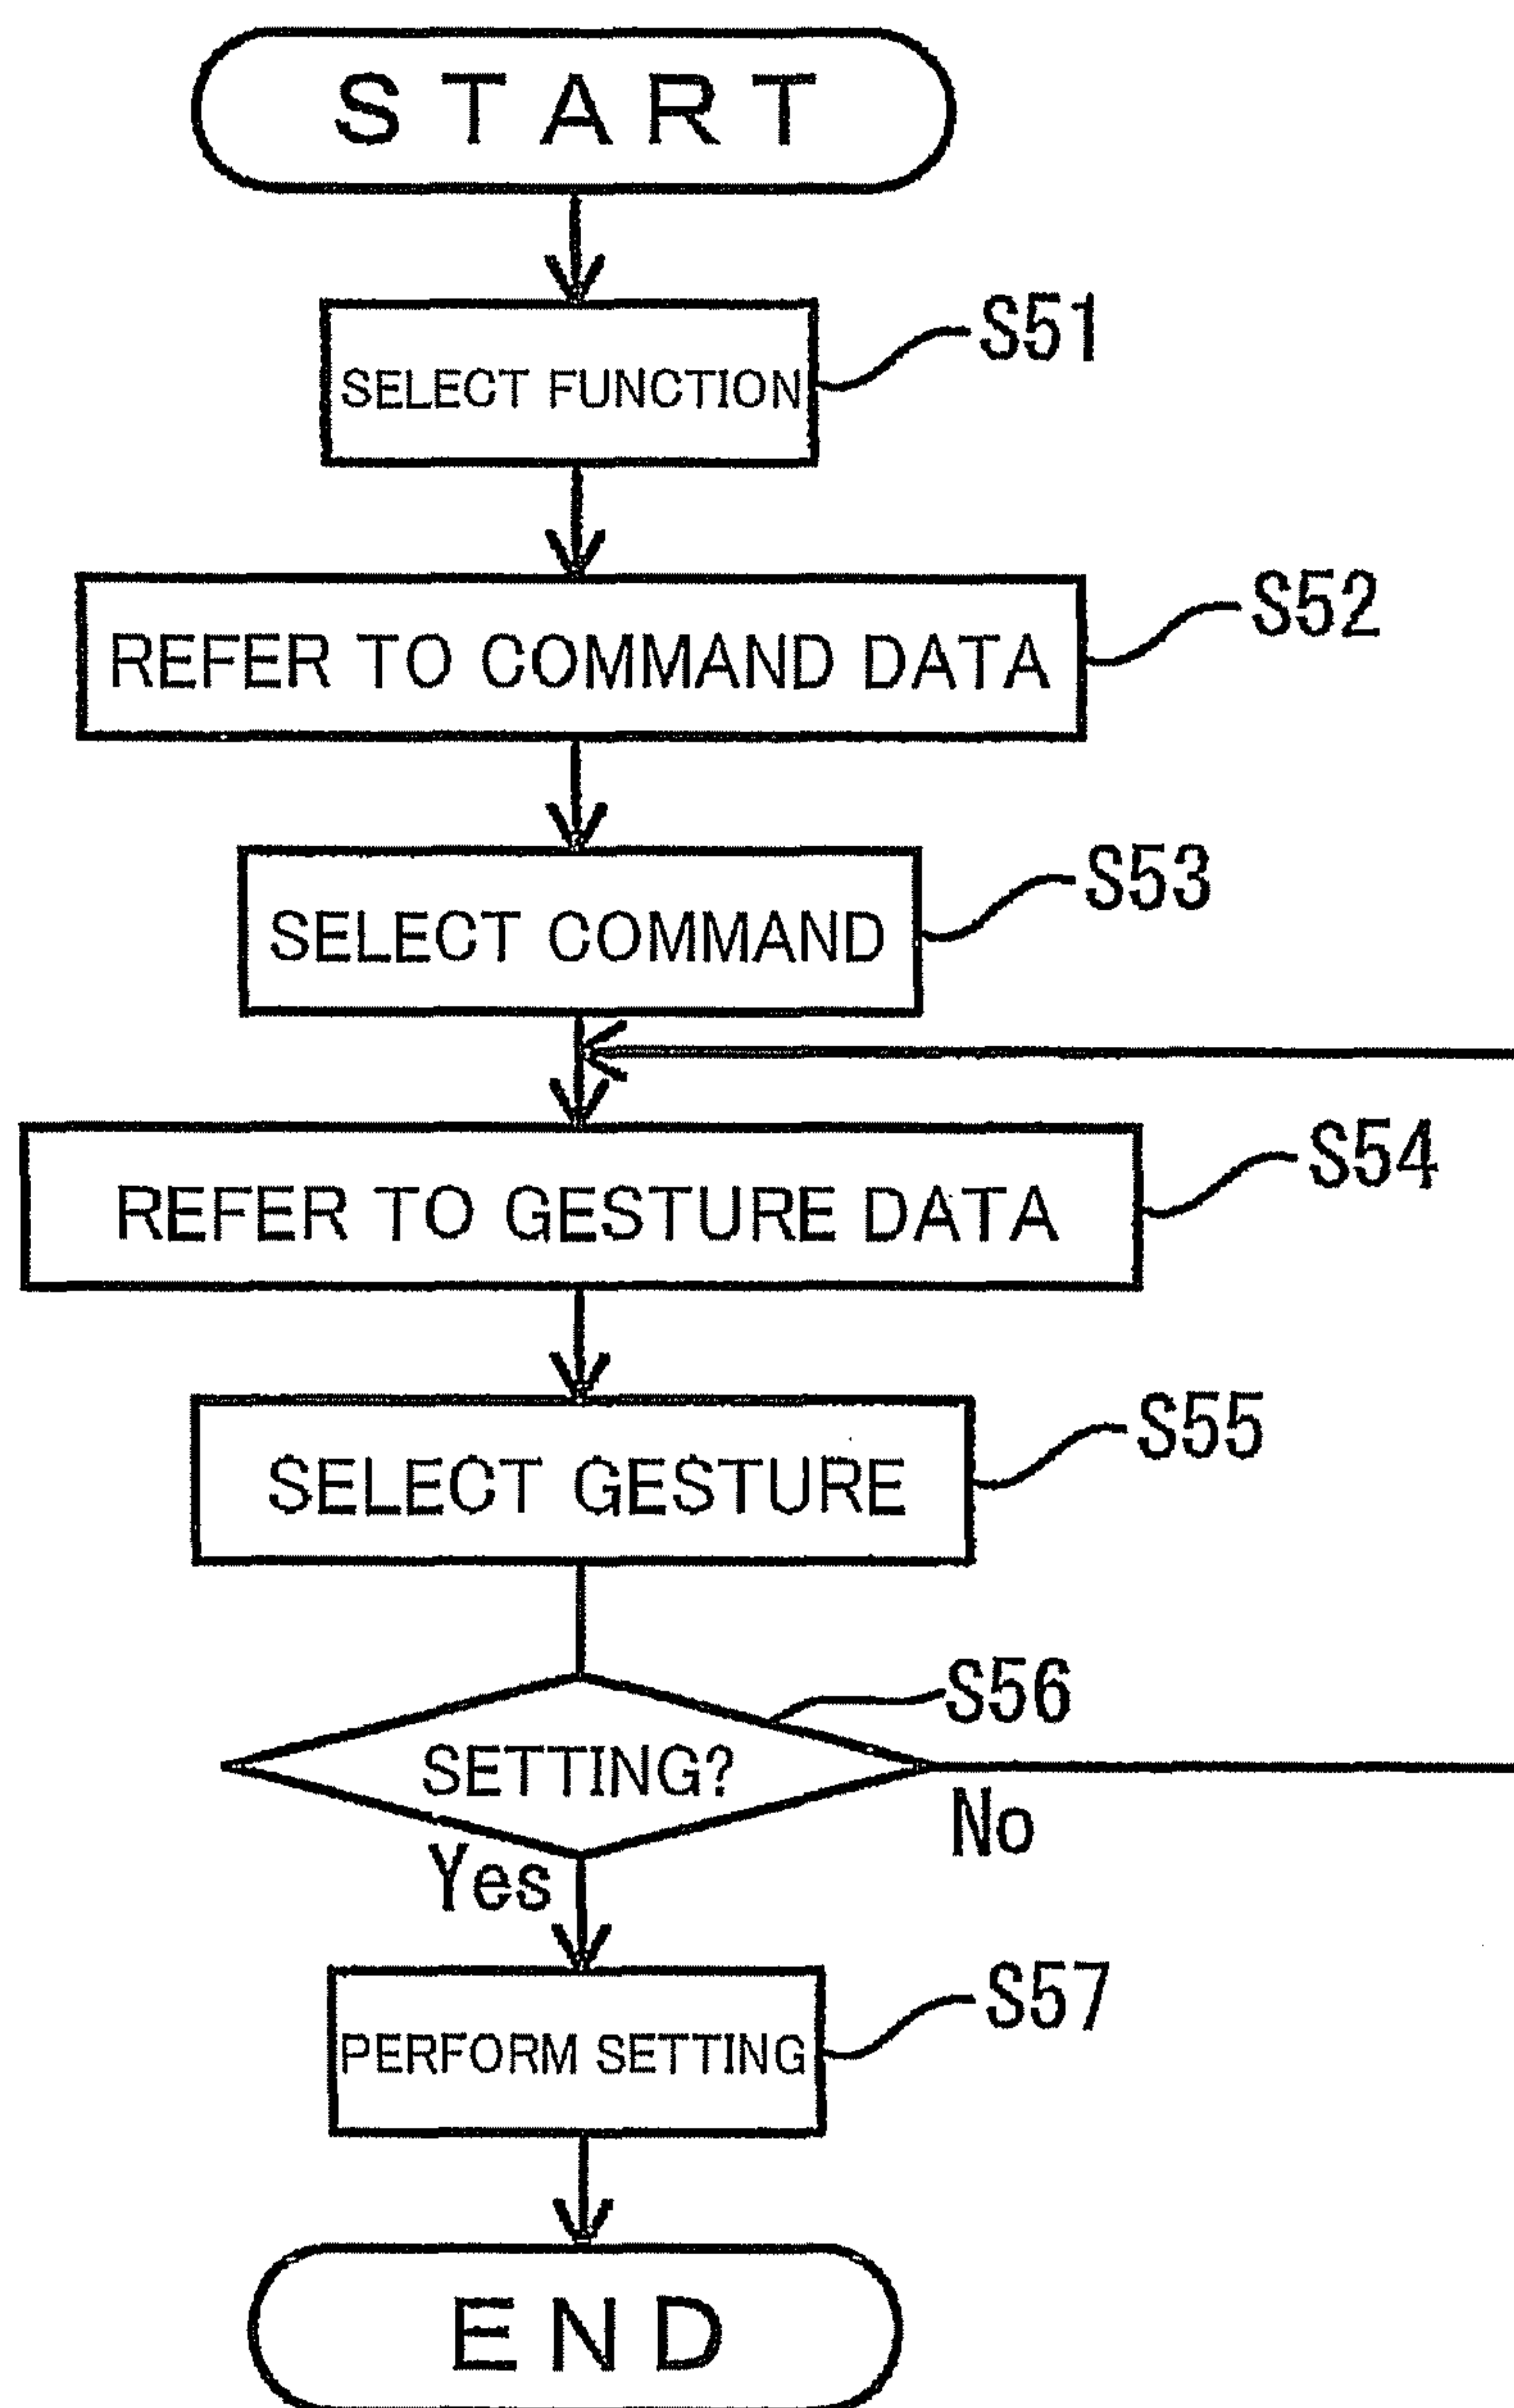 START
S51
SELECT FUNCTION
S52
REFER TO COMMAND DATA
S53
SELECT COMMAND
S54
REFER TO GESTURE DATA
S55
SELECT GESTURE
S56
SETTING?
No
Yes
S57
PERFORM SETTING
END